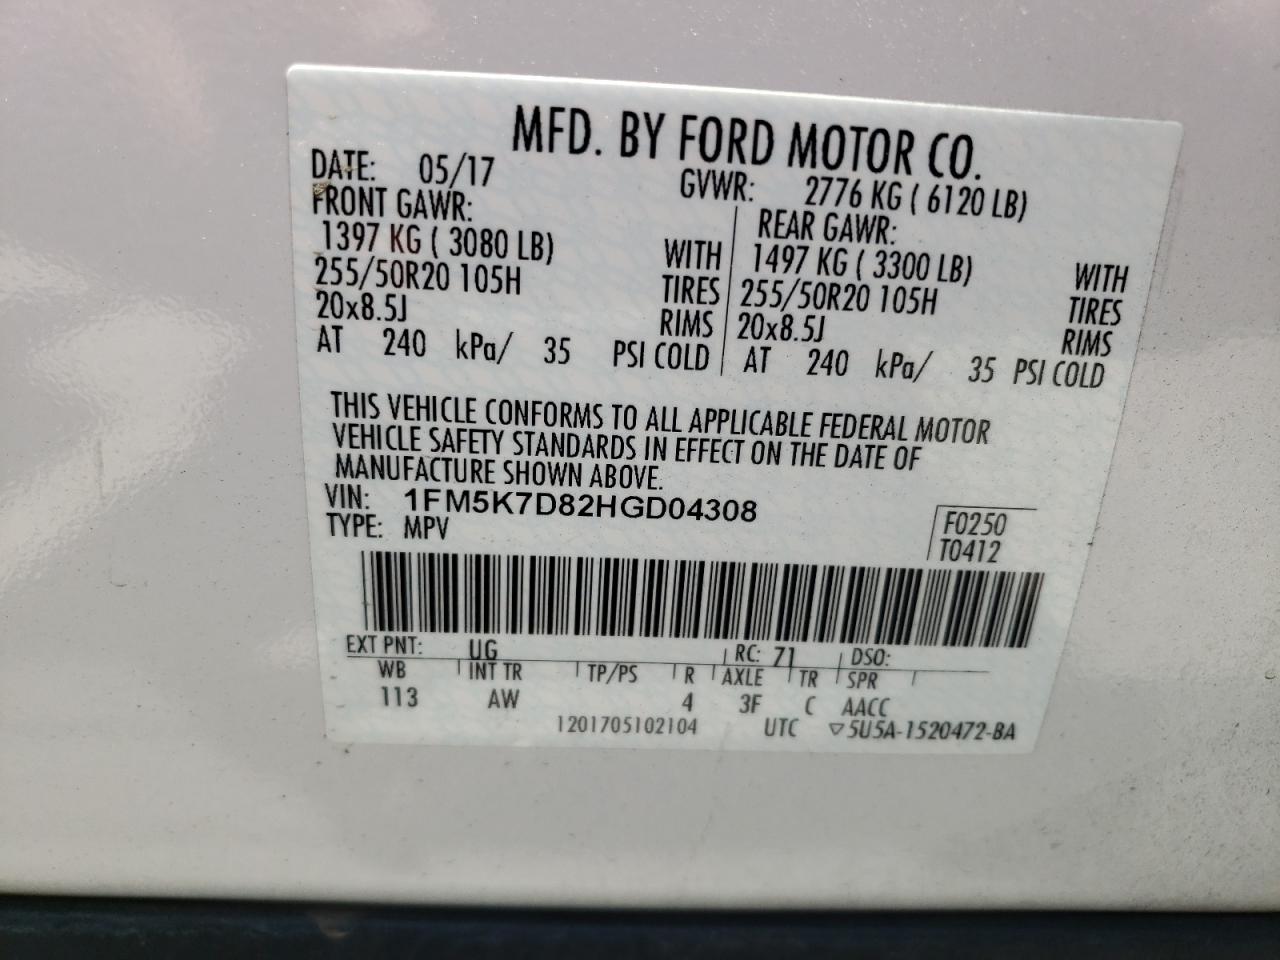 MFD. BY FORD MOTOR CO.
DATE: 05/17 GVWR: 2776 KG ( 6120 LB)
FRONT GAWR: REAR GAWR:
1397 KG ( 3080 LB) WITH 1497 KG ( 3300 LB) WITH
255/50R20 105H TIRES 255/50R20 105H TIRES
20x8.5J RIMS 20x8.5J RIMS
AT 240 kPa/ 35 PSI COLD AT 240 kPa/ 35 PSI COLD
THIS VEHICLE CONFORMS TO ALL APPLICABLE FEDERAL MOTOR
VEHICLE SAFETY STANDARDS IN EFFECT ON THE DATE OF
MANUFACTURE SHOWN ABOVE.
VIN: 1FM5K7D82HGD04308
TYPE: MPV
F0250
T0412
EXT PNT: UG RC: 71 DSO:
WB INT TR TP/PS R AXLE TR SPR
113 AW 4 3F C AACC
1201705102104 UTC ▽5U5A-1520472-BA